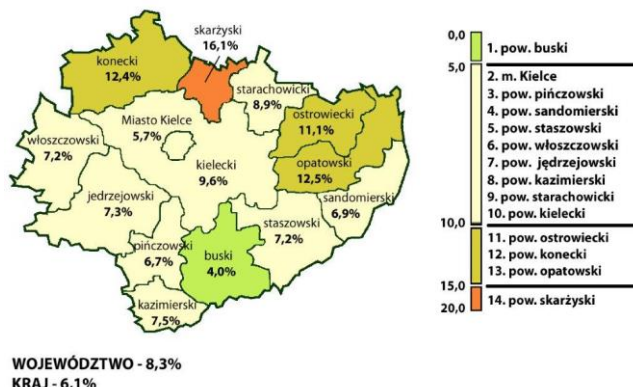 skarżyski
16,1%
konecki
12,4%
starachowicki
8,9%
ostrowiecki
11,1%
Miasto Kielce
5,7%
włoszczowski
7,2%
kielecki
9,6%
opatowski
12,5%
sandomierski
6,9%
jędrzejowski
7,3%
staszowski
7,2%
pińczowski
6,7%
buski
4,0%
kazimierski
7,5%
WOJEWÓDZTWO - 8,3%
KRAJ - 6,1%
0,0
1. pow. buski
5,0
2. m. Kielce
3. pow. pińczowski
4. pow. sandomierski
5. pow. staszowski
6. pow. włoszczowski
7. pow. jędrzejowski
8. pow. kazimierski
9. pow. starachowicki
10. pow. kielecki
10,0
11. pow. ostrowiecki
12. pow. konecki
13. pow. opatowski
15,0
14. pow. skarżyski
20,0